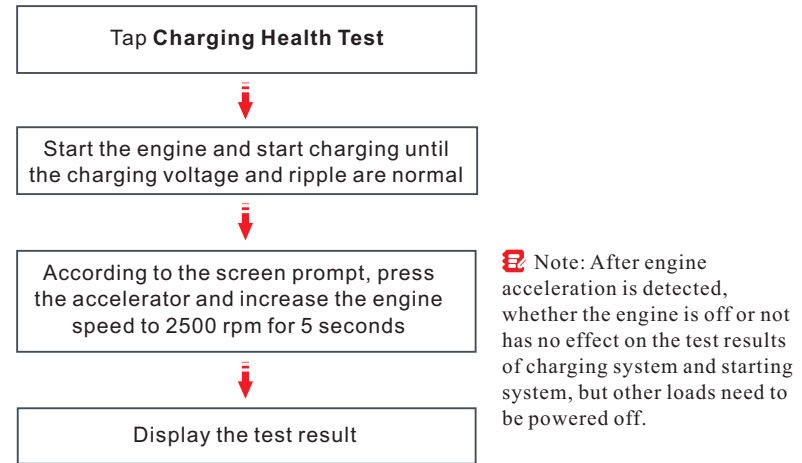 Tap Charging Health Test
Start the engine and start charging until
the charging voltage and ripple are normal
According to the screen prompt, press
the accelerator and increase the engine
speed to 2500 rpm for 5 seconds
Note: After engine
acceleration is detected,
whether the engine is off or not
has no effect on the test results
of charging system and starting
system, but other loads need to
be powered off.
Display the test result